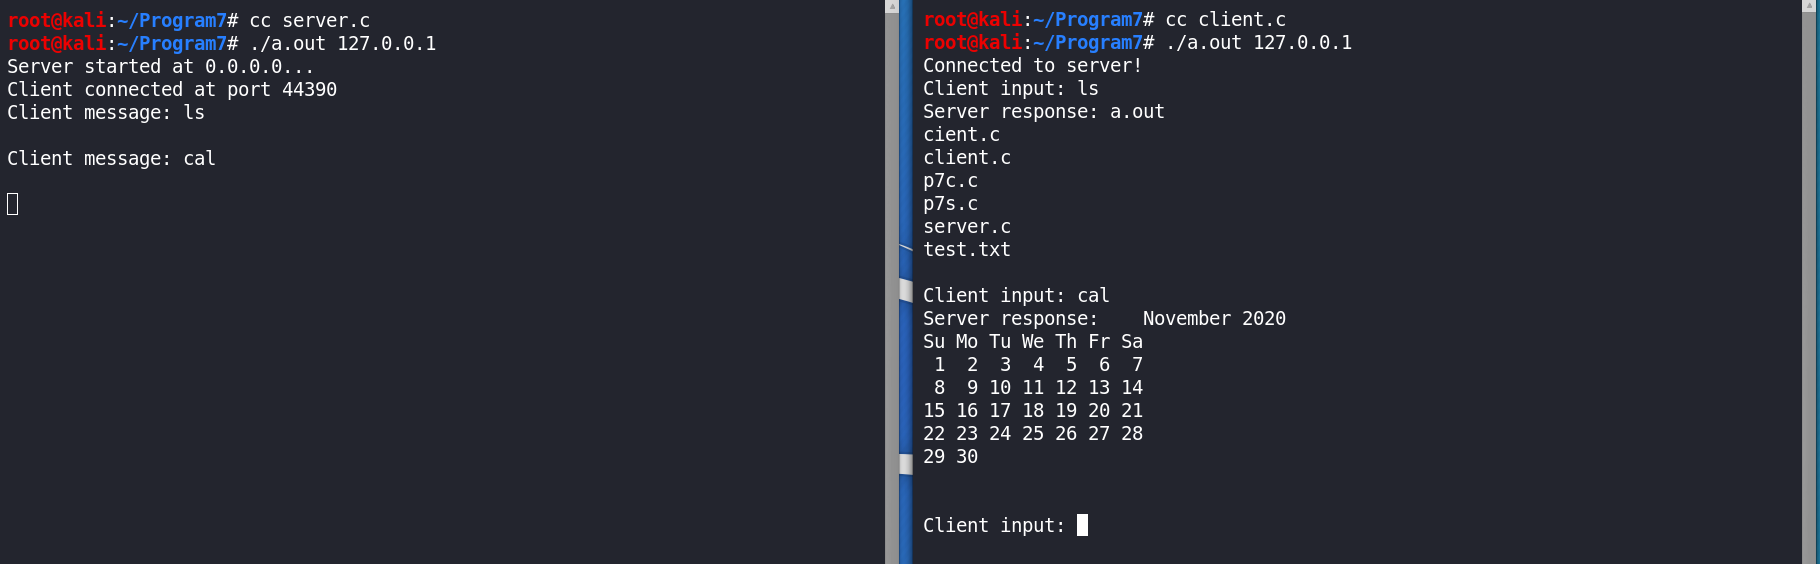 root@kali:~/Program7# cc server.c
root@kali:~/Program7# ./a.out 127.0.0.1
Server started at 0.0.0.0...
Client connected at port 44390
Client message: ls
Client message: cal
root@kali:~/Program7# cc client.c
root@kali:~/Program7# ./a.out 127.0.0.1
Connected to server!
Client input: ls
Server response: a.out
cient.c
client.c
p7c.c
p7s.c
server.c
test.txt
Client input: cal
Server response:    November 2020
Su Mo Tu We Th Fr Sa
 1  2  3  4  5  6  7
 8  9 10 11 12 13 14
15 16 17 18 19 20 21
22 23 24 25 26 27 28
29 30
Client input: